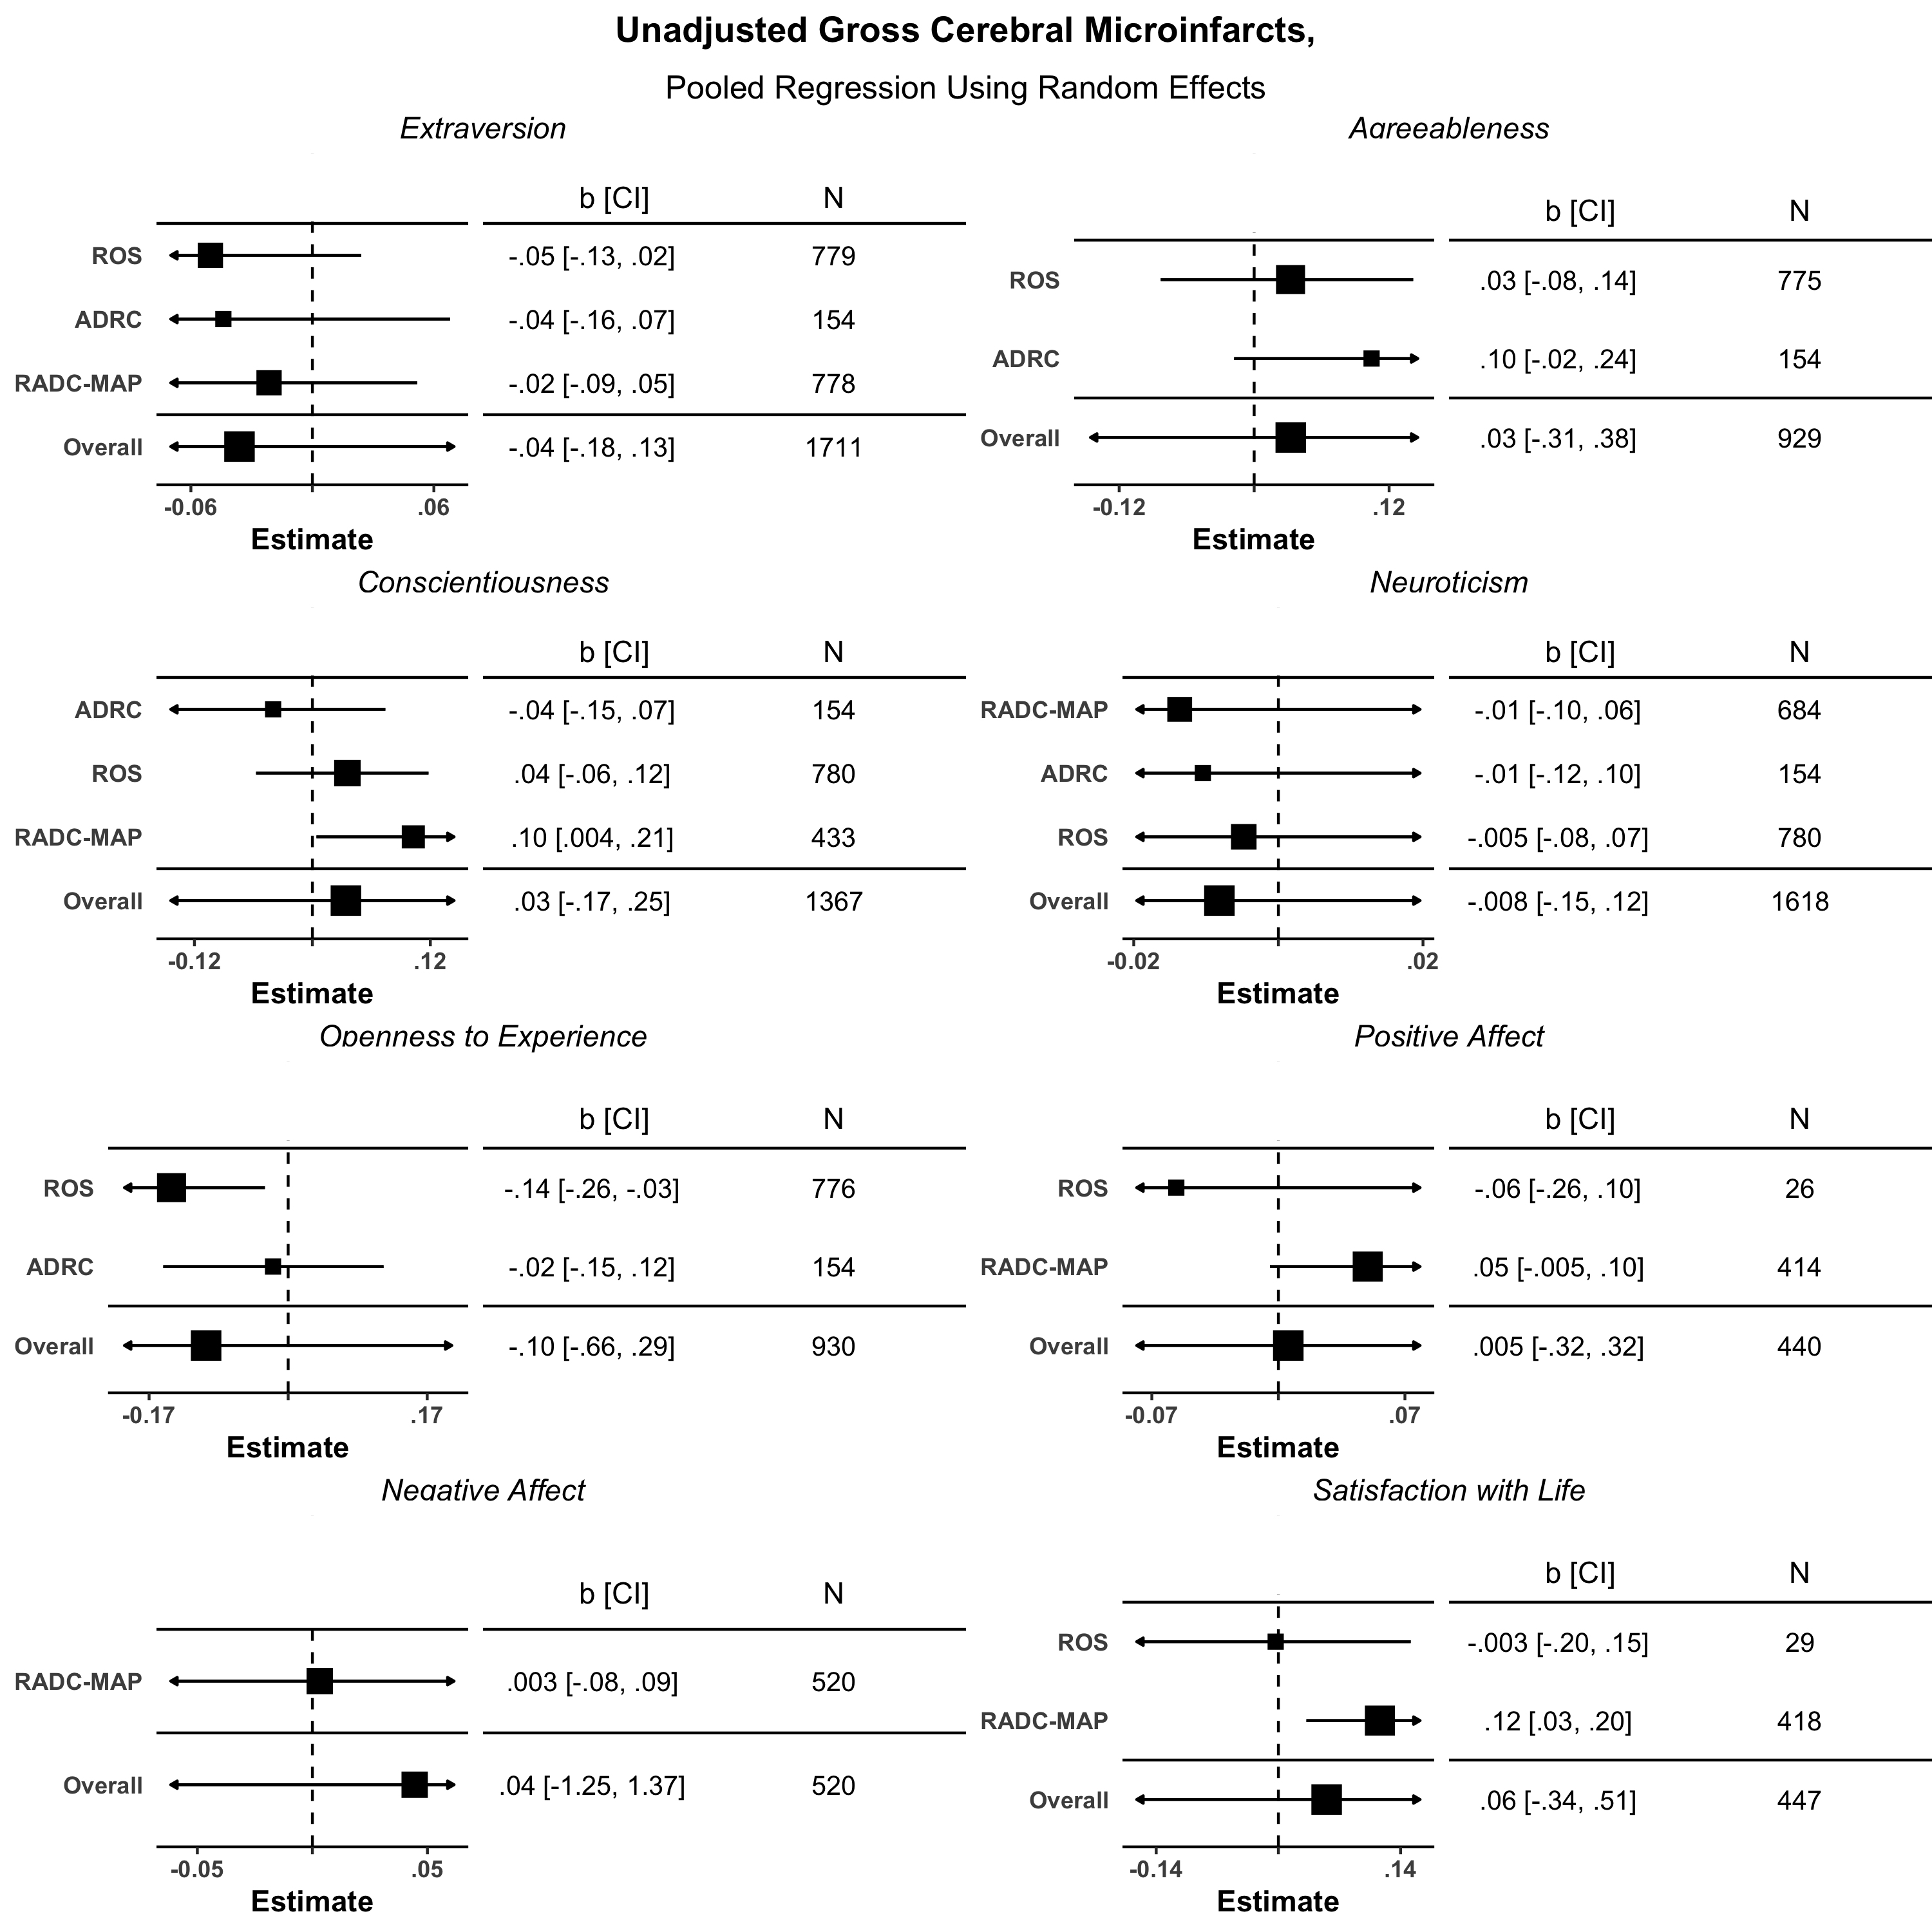 Unadjusted Gross Cerebral Microinfarcts,
Pooled Regression Using Random Effects
Extraversion
b [CI] N
ROS -.05 [-.13, .02] 779
ADRC -.04 [-.16, .07] 154
RADC-MAP -.02 [-.09, .05] 778
Overall -.04 [-.18, .13] 1711
-0.06 .06
Estimate
Agreeableness
b [CI] N
ROS .03 [-.08, .14] 775
ADRC .10 [-.02, .24] 154
Overall .03 [-.31, .38] 929
-0.12 .12
Estimate
Conscientiousness
b [CI] N
ADRC -.04 [-.15, .07] 154
ROS .04 [-.06, .12] 780
RADC-MAP .10 [.004, .21] 433
Overall .03 [-.17, .25] 1367
-0.12 .12
Estimate
Neuroticism
b [CI] N
RADC-MAP -.01 [-.10, .06] 684
ADRC -.01 [-.12, .10] 154
ROS -.005 [-.08, .07] 780
Overall -.008 [-.15, .12] 1618
-0.02 .02
Estimate
Openness to Experience
b [CI] N
ROS -.14 [-.26, -.03] 776
ADRC -.02 [-.15, .12] 154
Overall -.10 [-.66, .29] 930
-0.17 .17
Estimate
Positive Affect
b [CI] N
ROS -.06 [-.26, .10] 26
RADC-MAP .05 [-.005, .10] 414
Overall .005 [-.32, .32] 440
-0.07 .07
Estimate
Negative Affect
b [CI] N
RADC-MAP .003 [-.08, .09] 520
Overall .04 [-1.25, 1.37] 520
-0.05 .05
Estimate
Satisfaction with Life
b [CI] N
ROS -.003 [-.20, .15] 29
RADC-MAP .12 [.03, .20] 418
Overall .06 [-.34, .51] 447
-0.14 .14
Estimate